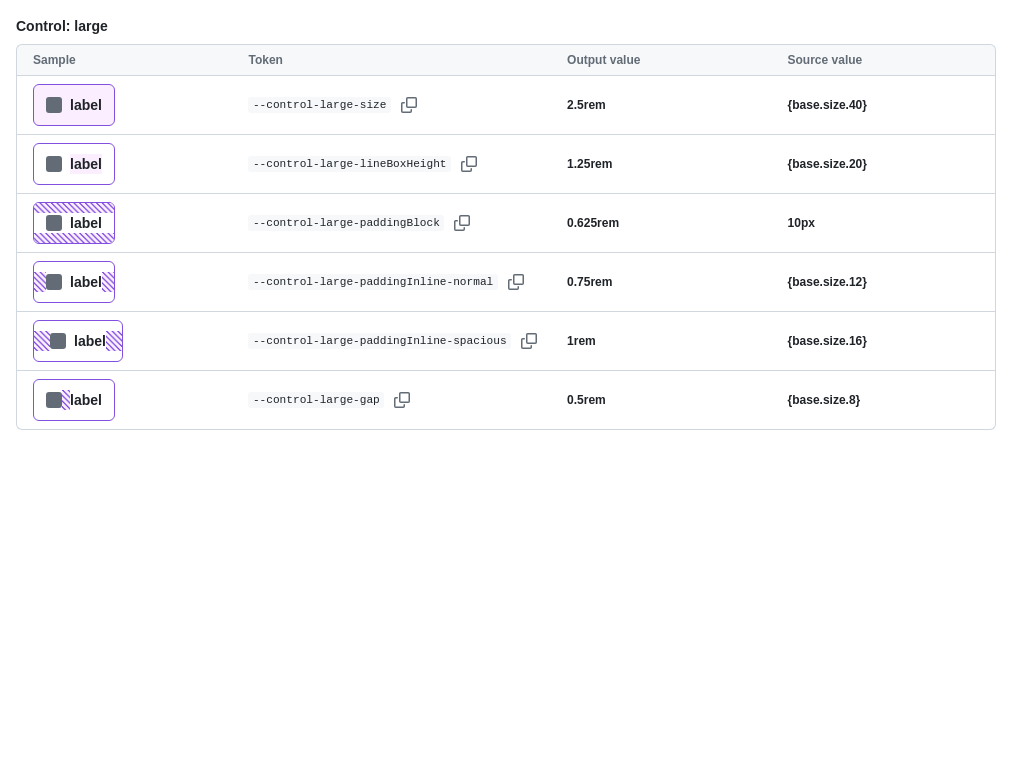 Control: large
Sample Token Output value Source value
label --control-large-size 2.5rem {base.size.40}
label --control-large-lineBoxHeight 1.25rem {base.size.20}
label --control-large-paddingBlock 0.625rem 10px
label --control-large-paddingInline-normal 0.75rem {base.size.12}
label --control-large-paddingInline-spacious 1rem {base.size.16}
label --control-large-gap 0.5rem {base.size.8}